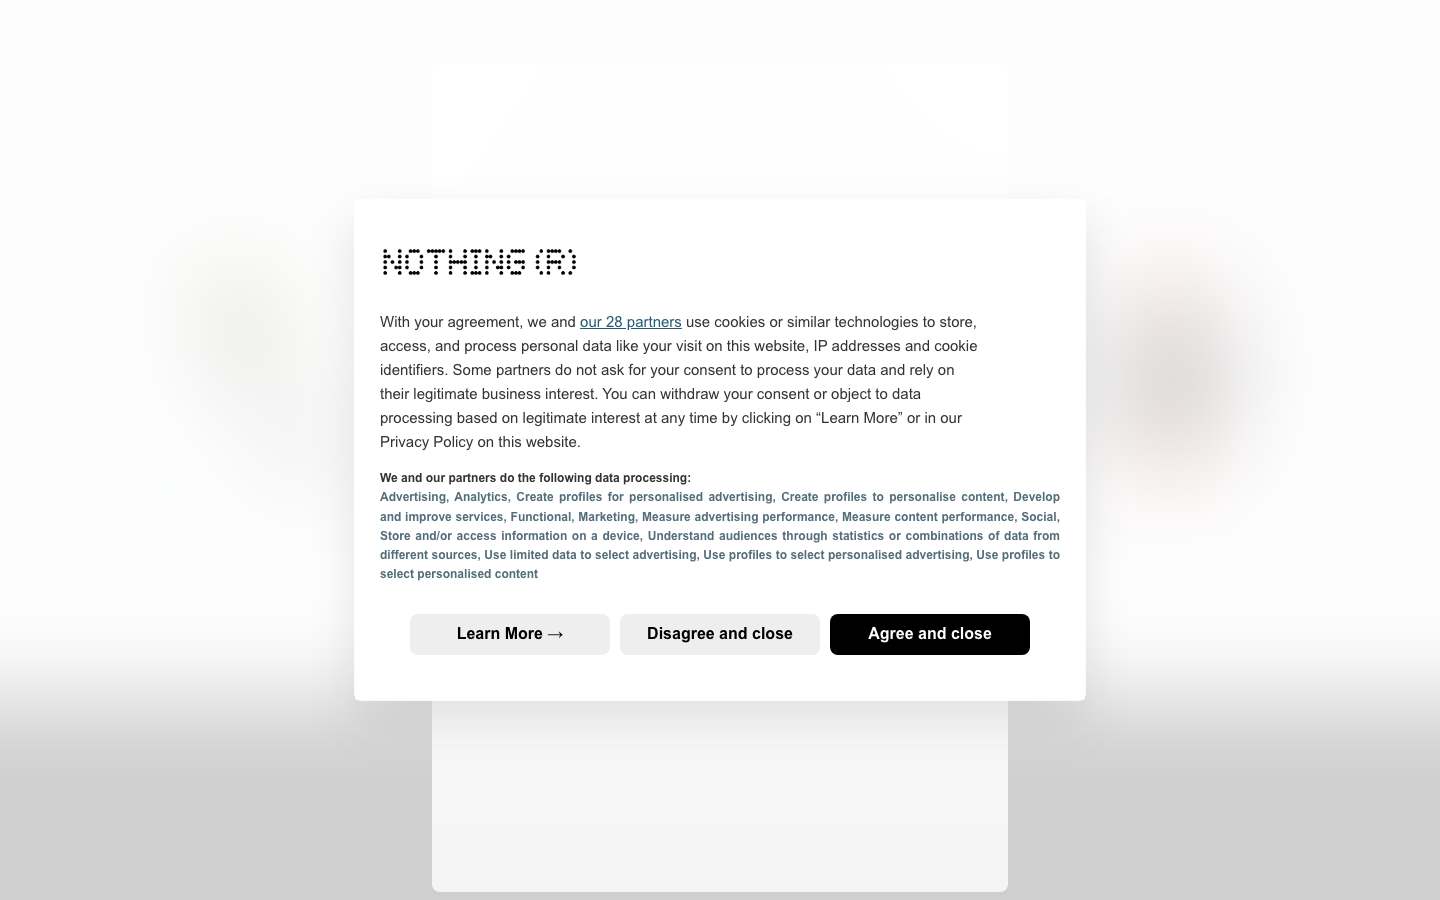 NOTHING (R)
With your agreement, we and our 28 partners use cookies or similar technologies to store,
access, and process personal data like your visit on this website, IP addresses and cookie
identifiers. Some partners do not ask for your consent to process your data and rely on
their legitimate business interest. You can withdraw your consent or object to data
processing based on legitimate interest at any time by clicking on “Learn More” or in our
Privacy Policy on this website.
We and our partners do the following data processing:
Advertising, Analytics, Create profiles for personalised advertising, Create profiles to personalise content, Develop
and improve services, Functional, Marketing, Measure advertising performance, Measure content performance, Social,
Store and/or access information on a device, Understand audiences through statistics or combinations of data from
different sources, Use limited data to select advertising, Use profiles to select personalised advertising, Use profiles to
select personalised content
Learn More → Disagree and close Agree and close